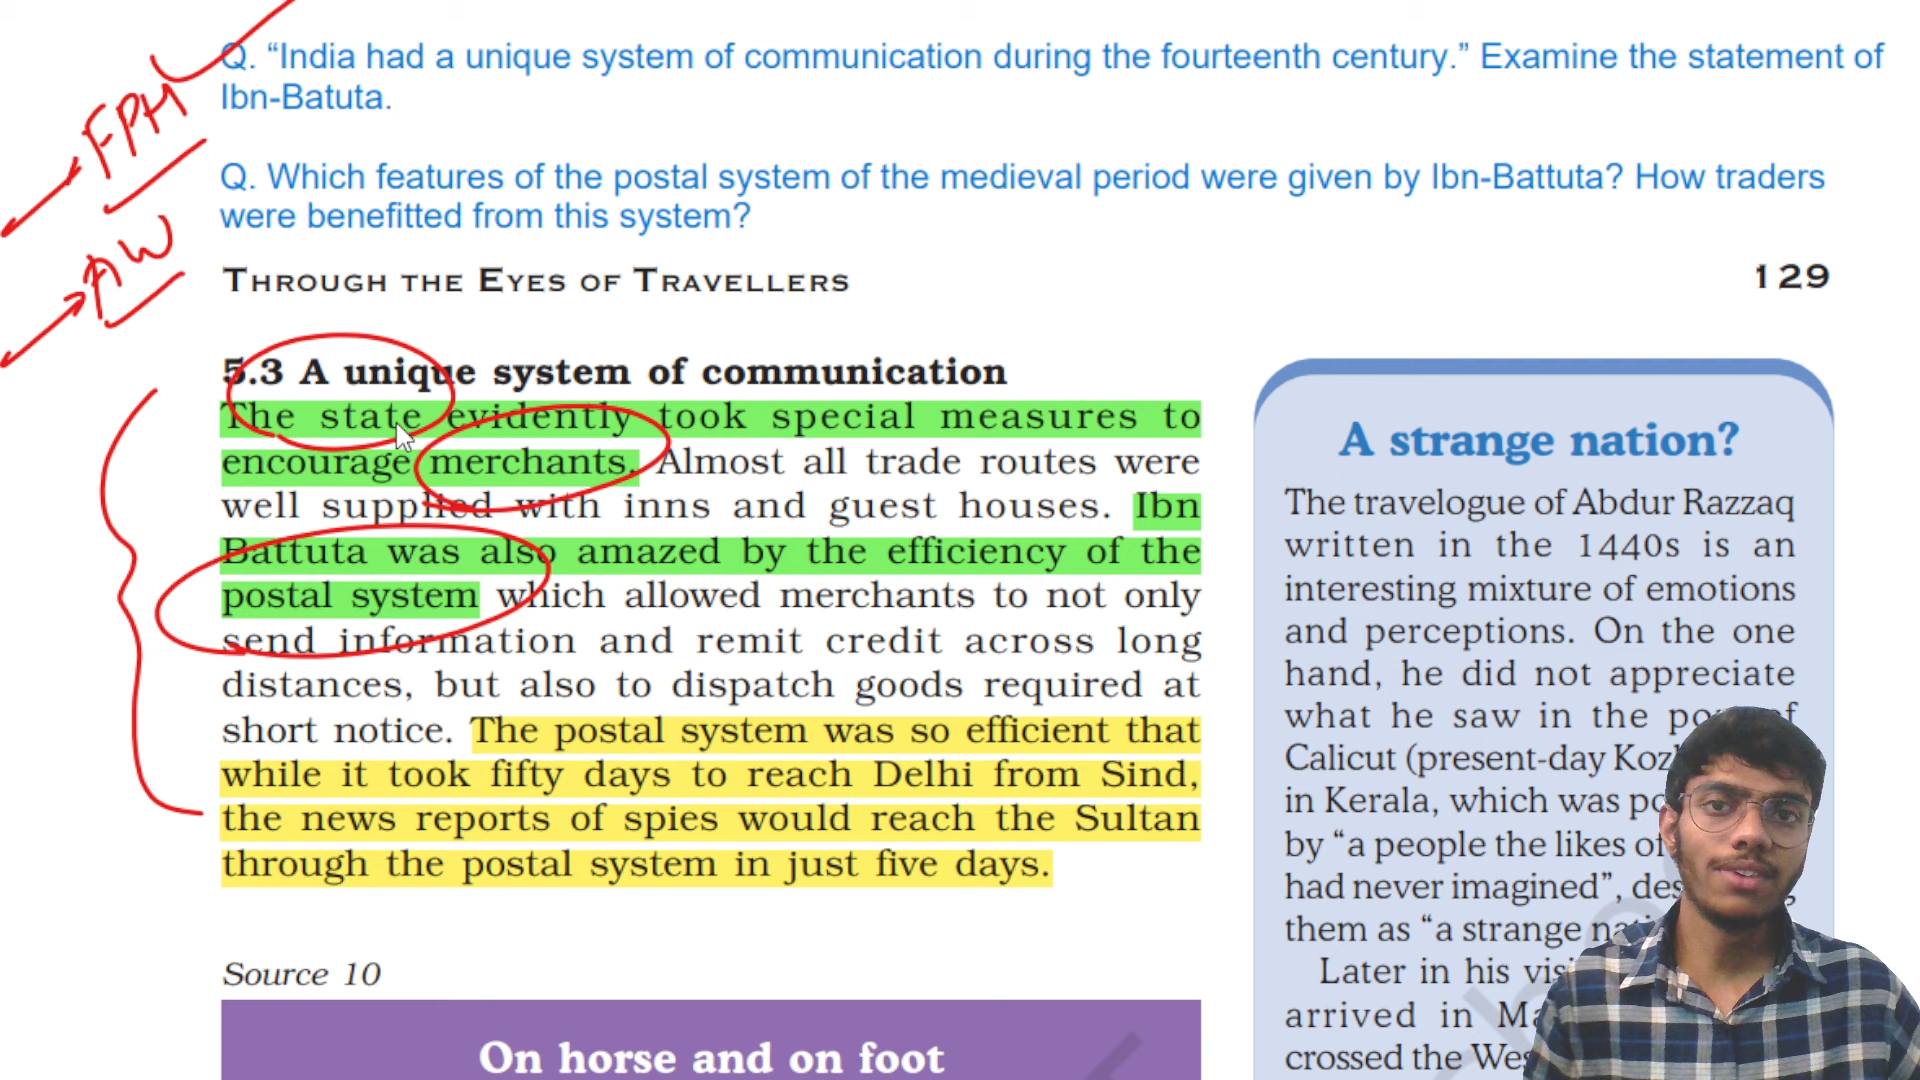 Q. “India had a unique system of communication during the fourteenth century.” Examine the statement of
Ibn-Batuta.
FPM
Q. Which features of the postal system of the medieval period were given by Ibn-Battuta? How traders
were benefitted from this system?
AW
THROUGH THE EYES OF TRAVELLERS 129
5.3 A unique system of communication
The state evidently took special measures to
encourage merchants. Almost all trade routes were
well supplied with inns and guest houses. Ibn
Battuta was also amazed by the efficiency of the
postal system which allowed merchants to not only
send information and remit credit across long
distances, but also to dispatch goods required at
short notice. The postal system was so efficient that
while it took fifty days to reach Delhi from Sind,
the news reports of spies would reach the Sultan
through the postal system in just five days.
Source 10
On horse and on foot
A strange nation?
The travelogue of Abdur Razzaq
written in the 1440s is an
interesting mixture of emotions
and perceptions. On the one
hand, he did not appreciate
what he saw in the
Calicut (present-day
in Kerala, which was
by “a people the likes of
had never imagined”,
them as “a strange
Later in his
arrived in
crossed the